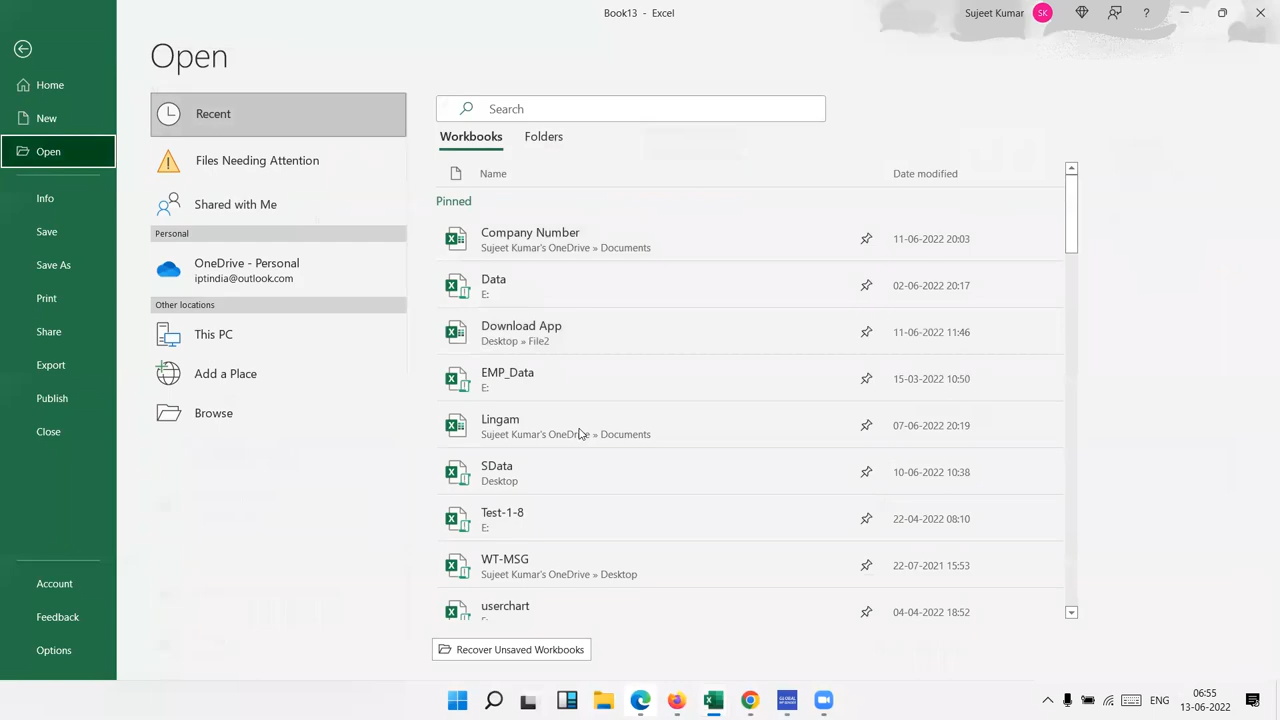 Book13 - Excel
Sujeet Kumar
SK
?
Home
New
Open
Info
Save
Save As
Print
Share
Export
Publish
Close
Account
Feedback
Options
Open
Recent
Files Needing Attention
Shared with Me
Personal
OneDrive - Personal
iptindia@outlook.com
Other locations
This PC
Add a Place
Browse
Search
Workbooks Folders
Name Date modified
Pinned
Company Number
Sujeet Kumar's OneDrive » Documents
11-06-2022 20:03
Data
E:
02-06-2022 20:17
Download App
Desktop » File2
11-06-2022 11:46
EMP_Data
E:
15-03-2022 10:50
Lingam
Sujeet Kumar's OneDrive » Documents
07-06-2022 20:19
SData
Desktop
10-06-2022 10:38
Test-1-8
E:
22-04-2022 08:10
WT-MSG
Sujeet Kumar's OneDrive » Desktop
22-07-2021 15:53
userchart
04-04-2022 18:52
Recover Unsaved Workbooks
ENG
06:55
13-06-2022